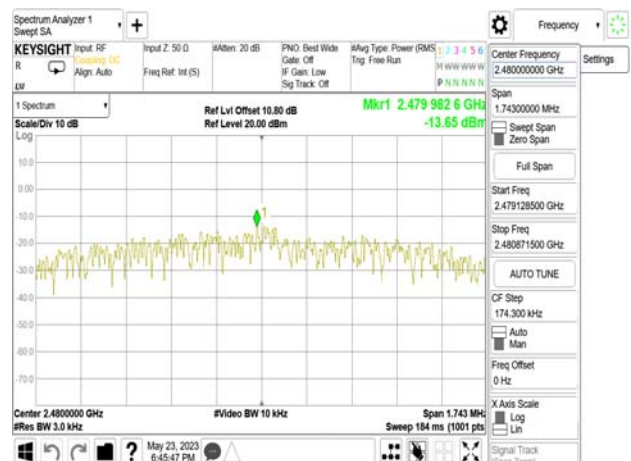 Spectrum Analyzer 1
Swept SA
+
Frequency
KEYSIGHT Input: RF Input Z: 50 Ω #Atten: 20 dB PNO: Best Wide #Avg Type: Power (RMS 1 2 3 4 5 6
R Coupling: DC Gate: Off Trig: Free Run M W W W W W
Align: Auto Freq Ref: Int (S) IF Gain: Low
Sig Track: Off P N N N N N
1 Spectrum
Ref Lvl Offset 10.80 dB Mkr1 2.479 982 6 GHz
Scale/Div 10 dB Ref Level 20.00 dBm -13.65 dBm
Log
10.0
0.00
-10.0
-20.0
-30.0
-40.0
-50.0
-60.0
-70.0
1
Center 2.4800000 GHz #Video BW 10 kHz Span 1.743 MHz
#Res BW 3.0 kHz Sweep 184 ms (1001 pts
May 23, 2023
6:45:47 PM
?
Center Frequency
2.480000000 GHz
Settings
Span
1.74300000 MHz
Swept Span
Zero Span
Full Span
Start Freq
2.479128500 GHz
Stop Freq
2.480871500 GHz
AUTO TUNE
CF Step
174.300 kHz
Auto
Man
Freq Offset
0 Hz
X Axis Scale
Log
Lin
Signal Track